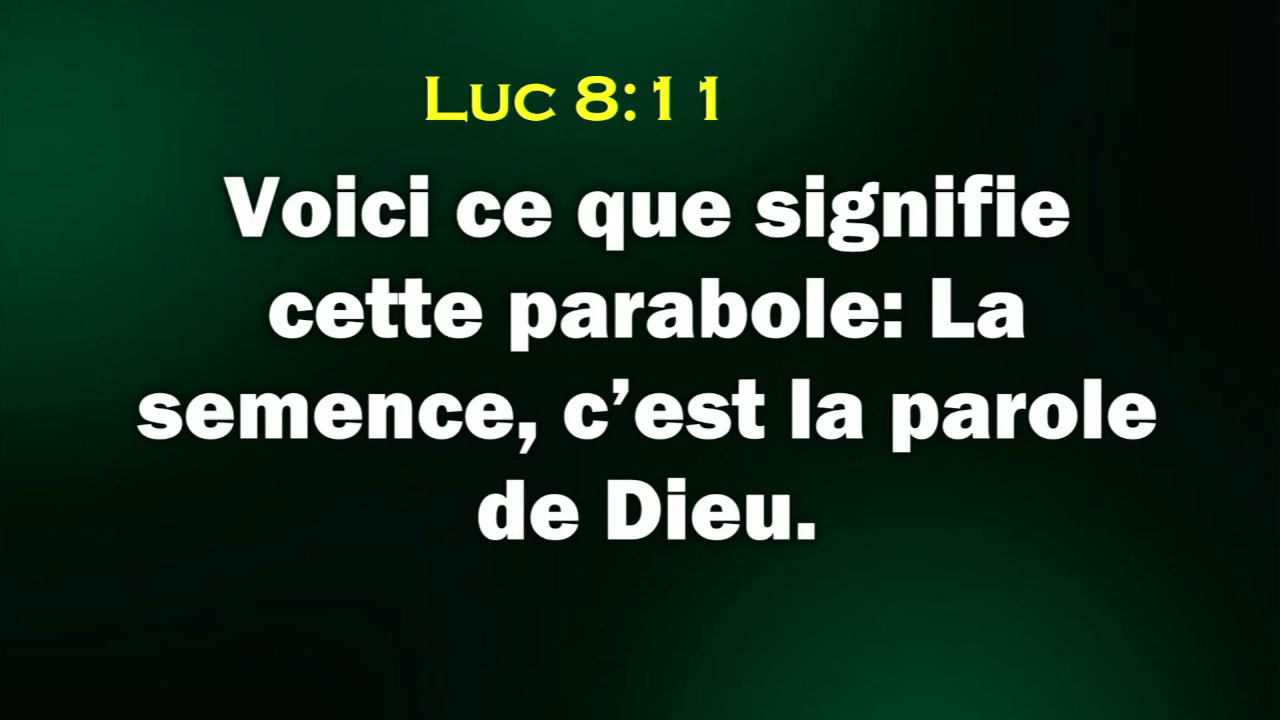 Luc 8:11
Voici ce que signifie
cette parabole: La
semence, c’est la parole
de Dieu.